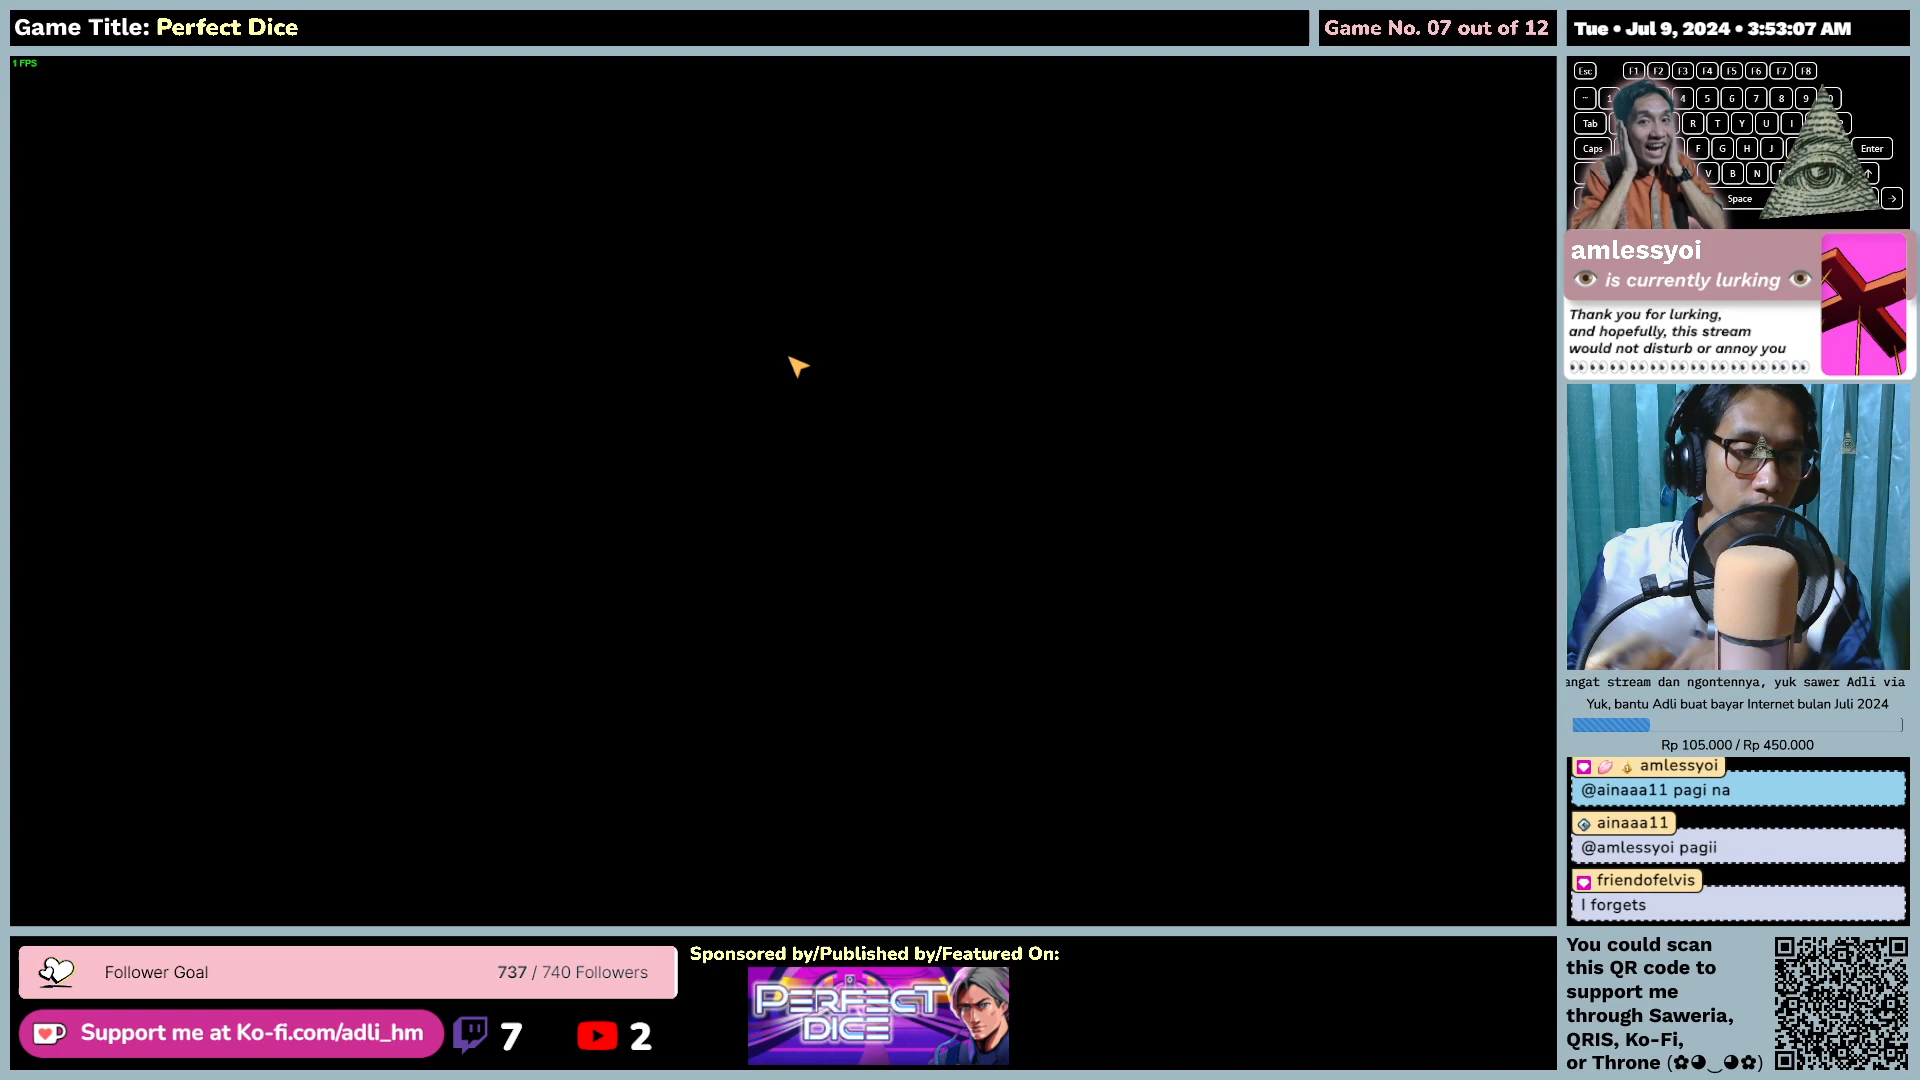 Game Title: Perfect Dice
Game No. 07 out of 12
Tue • Jul 9, 2024 • 3:53:07 AM
1 FPS
Esc F1 F2 F3 F4 F5 F6 F7 F8
~ 1 4 5 6 7 8 9 0
Tab R T Y U I
Caps F G H J Enter
V B N ↑
Space →
amlessyoi
👁 is currently lurking 👁
Thank you for lurking,
and hopefully, this stream
would not disturb or annoy you
👀👀👀👀👀👀👀👀👀👀👀👀
angat stream dan ngontennya, yuk sawer Adli via
Yuk, bantu Adli buat bayar Internet bulan Juli 2024
Rp 105.000 / Rp 450.000
amlessyoi
@ainaaa11 pagi na
ainaaa11
@amlessyoi pagii
friendofelvis
I forgets
Follower Goal 737 / 740 Followers
Support me at Ko-fi.com/adli_hm
7
2
Sponsored by/Published by/Featured On:
PERFECT
DICE
You could scan
this QR code to
support me
through Saweria,
QRIS, Ko-Fi,
or Throne (✿◕‿◕✿)